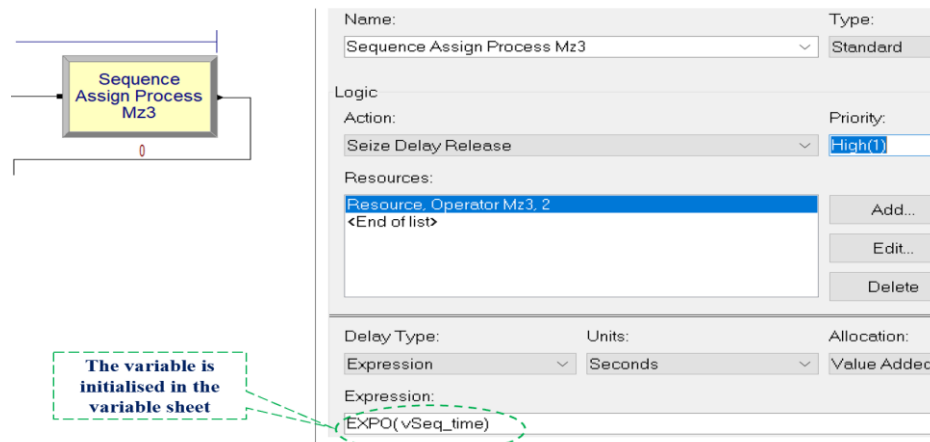 Name:
Type:
Sequence Assign Process Mz3
Standard
Sequence
Assign Process
Mz3
0
Logic
Action:
Priority:
Seize Delay Release
High(1)
Resources:
Resource, Operator Mz3, 2
<End of list>
Add...
Edit...
Delete
Delay Type:
Units:
Allocation:
Expression
Seconds
Value Added
The variable is
initialised in the
variable sheet
Expression:
EXPO( vSeq_time)